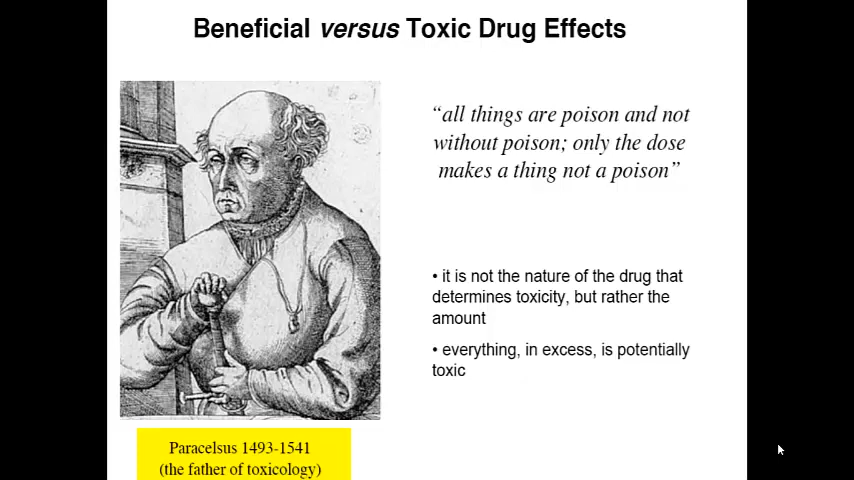 Beneficial versus Toxic Drug Effects
“all things are poison and not
without poison; only the dose
makes a thing not a poison”
• it is not the nature of the drug that
determines toxicity, but rather the
amount
• everything, in excess, is potentially
toxic
Paracelsus 1493-1541
(the father of toxicology)